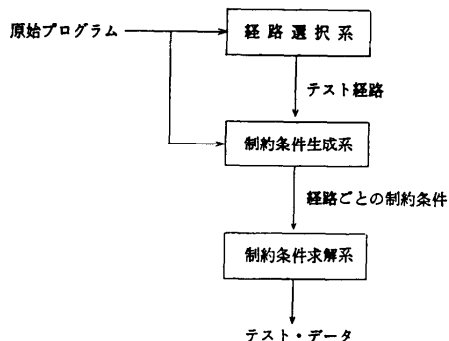 原始プログラム
経路選択系
テスト経路
制約条件生成系
経路ごとの制約条件
制約条件求解系
テスト・データ